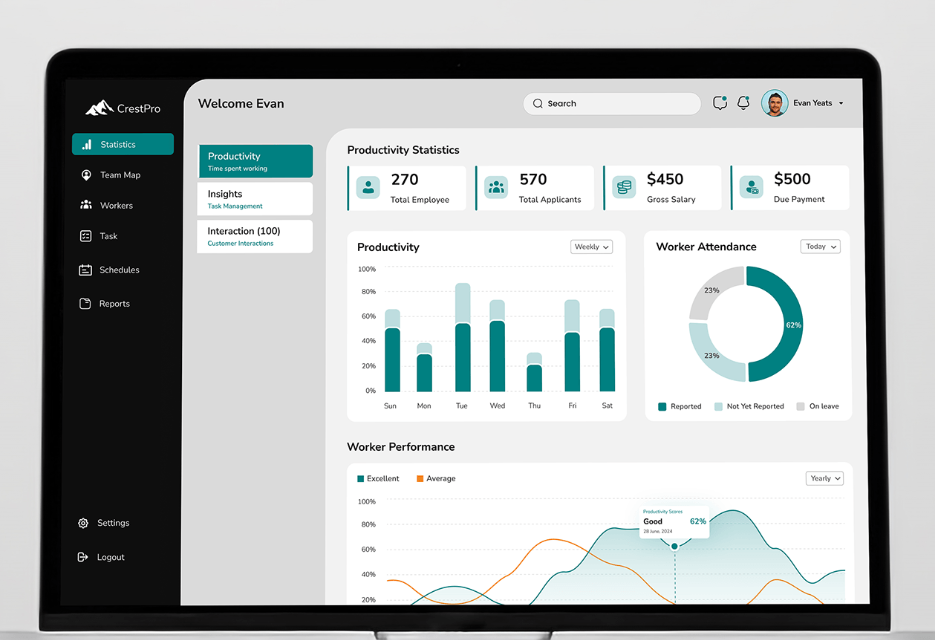 CrestPro
Statistics
Team Map
Workers
Task
Schedules
Reports
Settings
Logout
Welcome Evan
Search
Evan Yeats
Productivity
Time spent working
Insights
Task Management
Interaction (100)
Customer Interactions
Productivity Statistics
270
Total Employee
570
Total Applicants
$450
Gross Salary
$500
Due Payment
Productivity
Weekly
100%
80%
60%
40%
20%
0%
Sun Mon Tue Wed Thu Fri Sat
Worker Attendance
Today
23%
62%
23%
Reported Not Yet Reported On leave
Worker Performance
Excellent Average
Yearly
100%
80%
60%
40%
20%
Productivity Scores
Good 62%
28 June, 2024